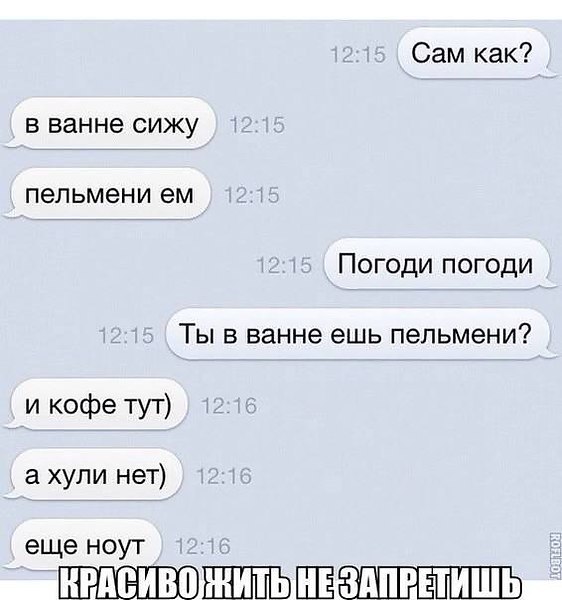 12:15 Сам как?
в ванне сижу 12:15
пельмени ем 12:15
12:15 Погоди погоди
12:15 Ты в ванне ешь пельмени?
и кофе тут) 12:16
а хули нет) 12:16
еще ноут 12:16
КРАСИВО ЖИТЬ НЕ ЗАПРЕТИШЬ
ROFLBOT